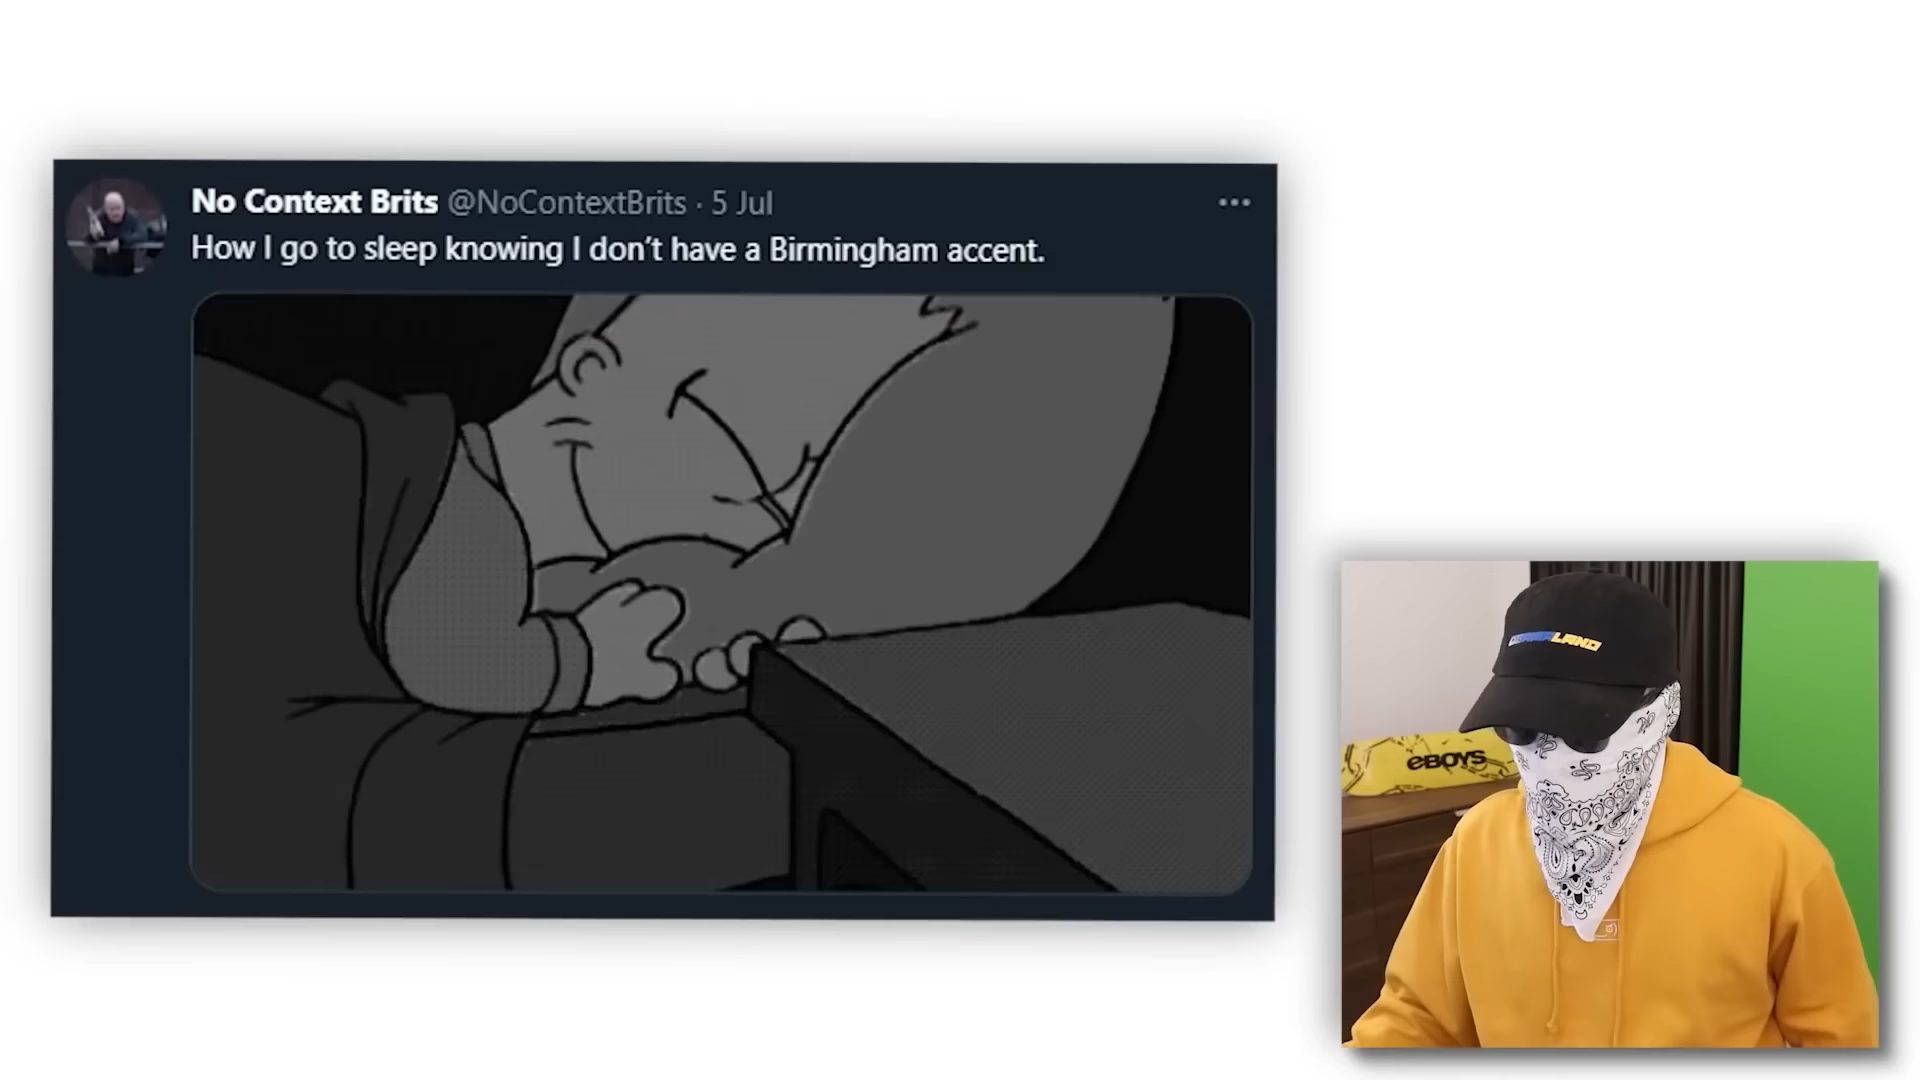 No Context Brits @NoContextBrits · 5 Jul
How I go to sleep knowing I don't have a Birmingham accent.
eBOYS